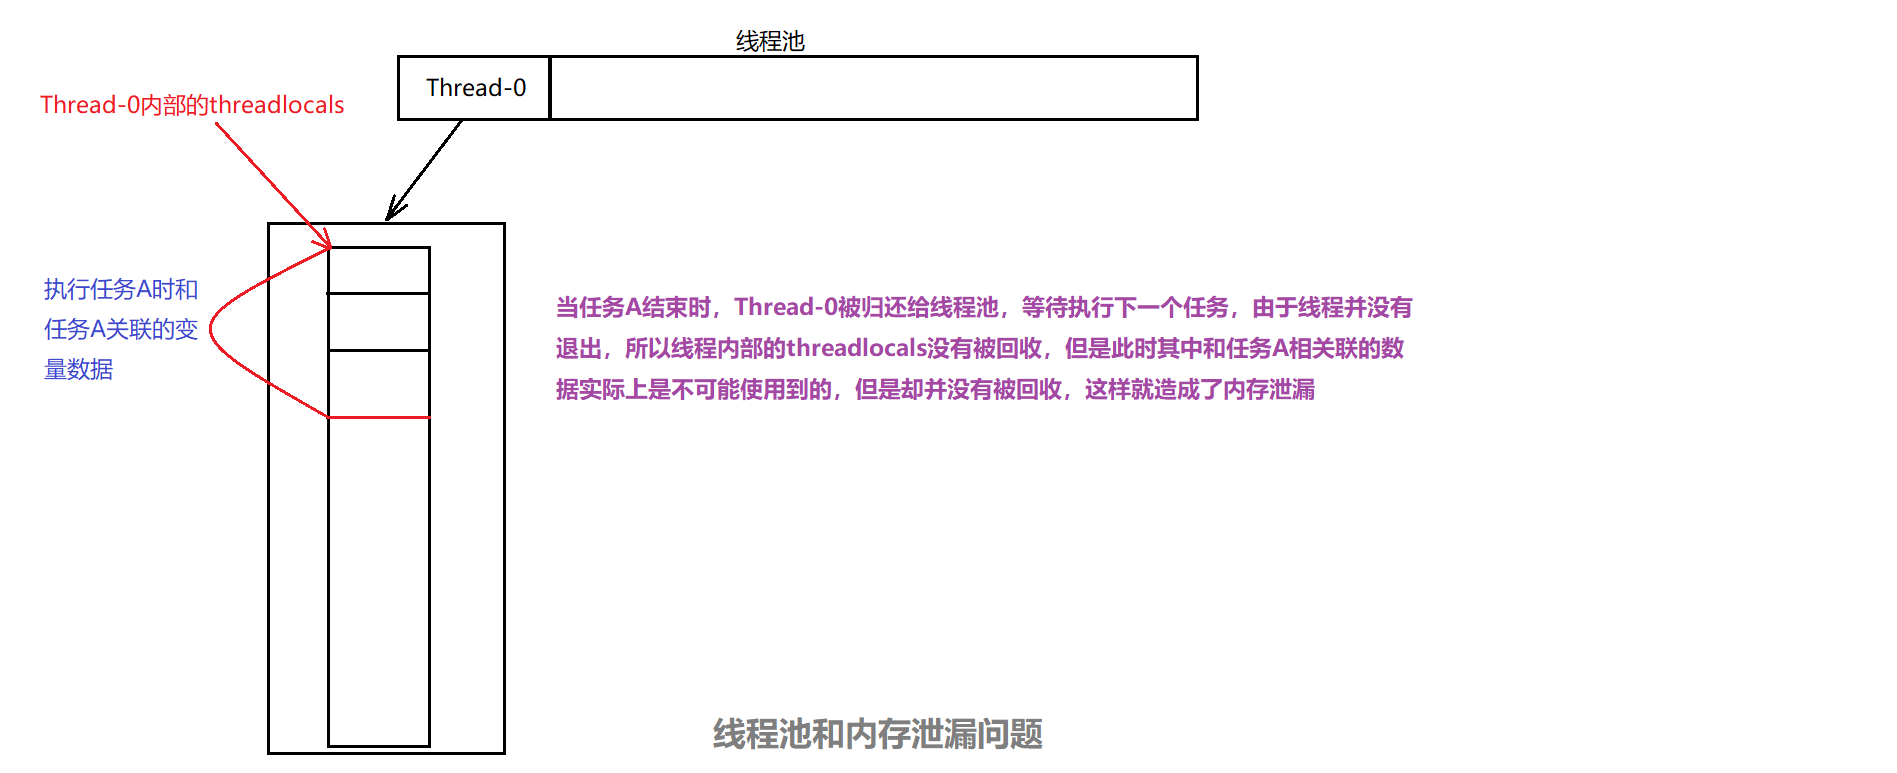 线程池
Thread-0
Thread-0内部的threadlocals
执行任务A时和
任务A关联的变
量数据
当任务A结束时，Thread-0被归还给线程池，等待执行下一个任务，由于线程并没有
退出，所以线程内部的threadlocals没有被回收，但是此时其中和任务A相关联的数
据实际上是不可能使用到的，但是却并没有被回收，这样就造成了内存泄漏
线程池和内存泄漏问题